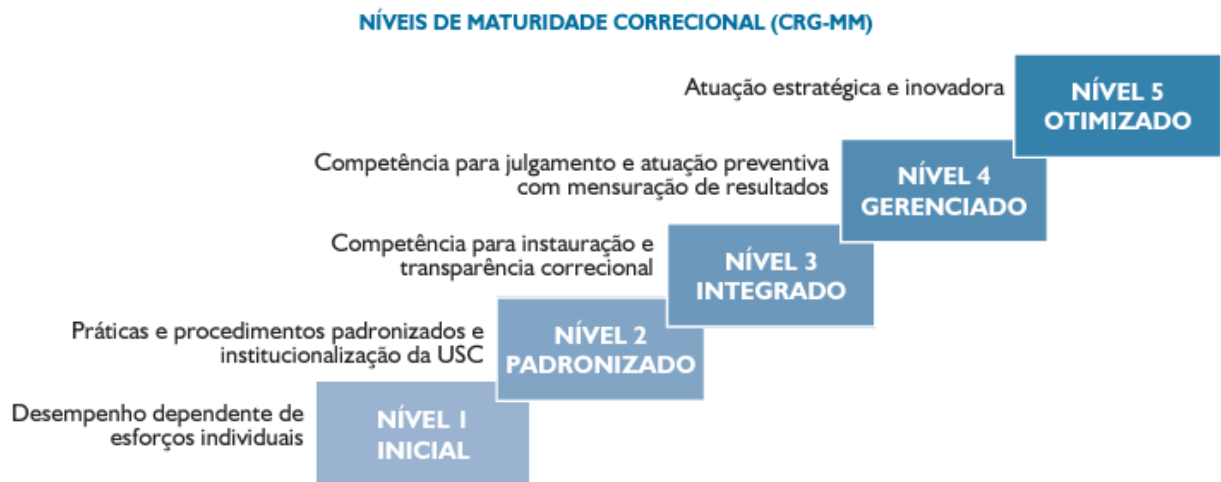 NÍVEIS DE MATURIDADE CORRECIONAL (CRG-MM)
Atuação estratégica e inovadora
NÍVEL 5
OTIMIZADO
Competência para julgamento e atuação preventiva
com mensuração de resultados
NÍVEL 4
GERENCIADO
Competência para instauração e
transparência correcional
NÍVEL 3
INTEGRADO
Práticas e procedimentos padronizados e
institucionalização da USC
NÍVEL 2
PADRONIZADO
Desempenho dependente de
esforços individuais
NÍVEL 1
INICIAL